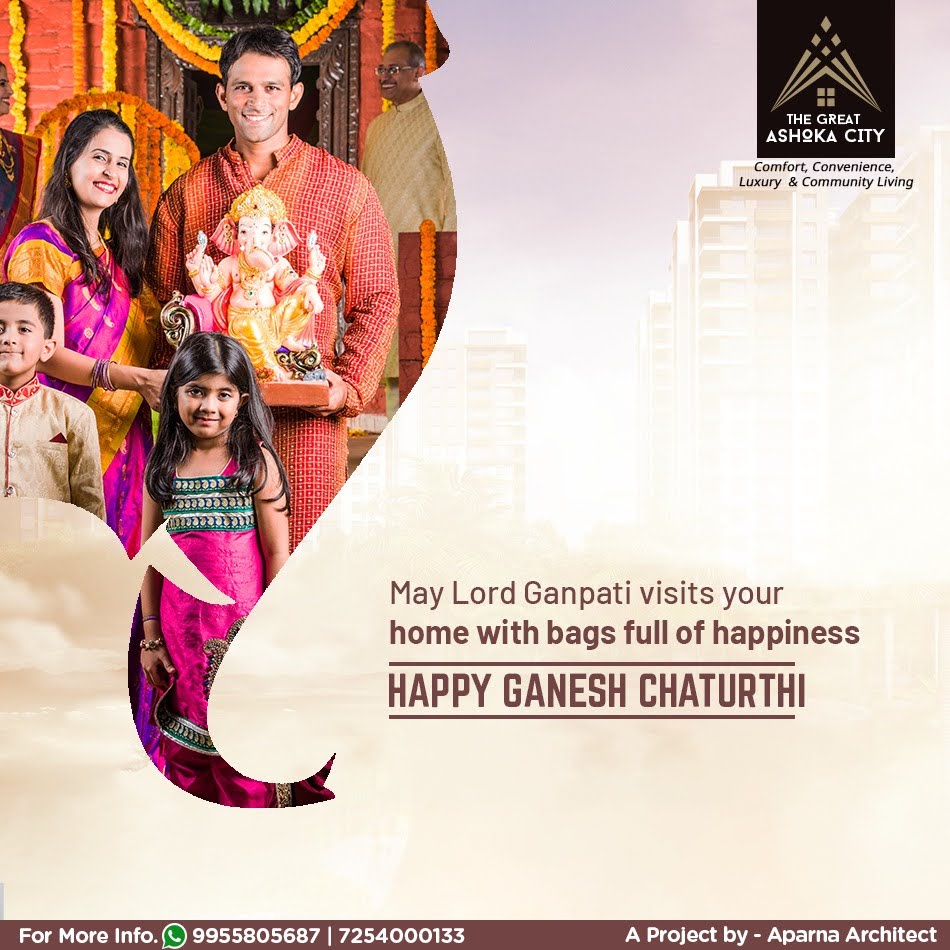 THE GREAT
ASHOKA CITY
Comfort, Convenience,
Luxury & Community Living
May Lord Ganpati visits your
home with bags full of happiness
HAPPY GANESH CHATURTHI
For More Info. 9955805687 | 7254000133
A Project by - Aparna Architect